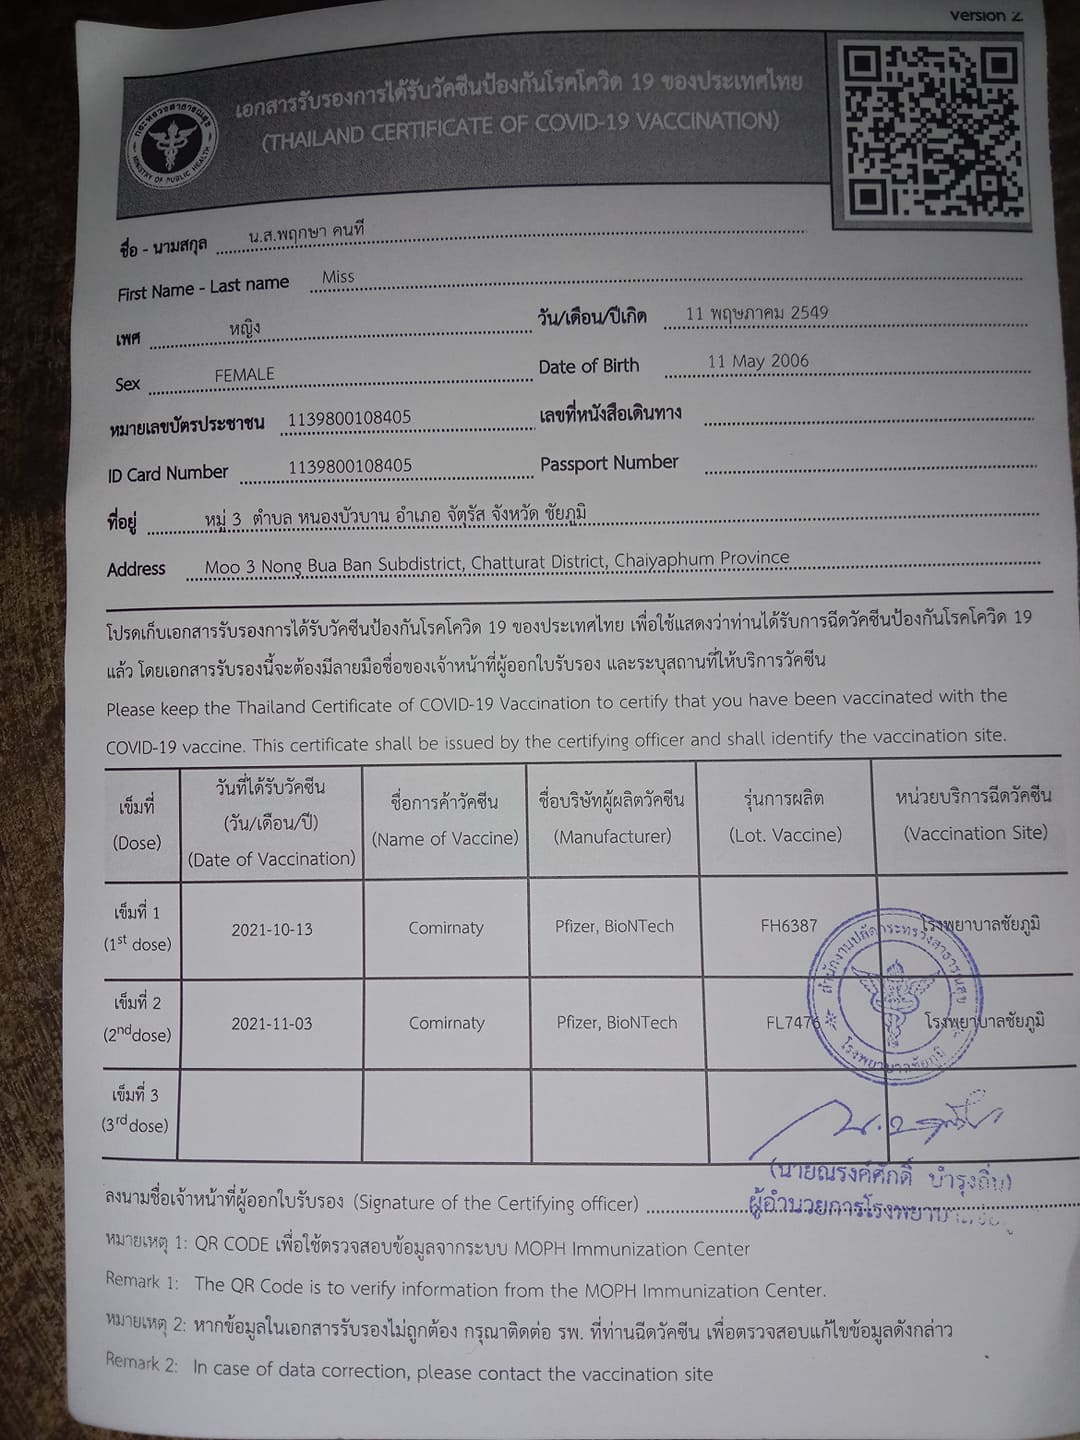 Version 2
เอกสารรับรองการได้รับวัคซีนป้องกันโรคโควิด 19 ของประเทศไทย
(THAILAND CERTIFICATE OF COVID-19 VACCINATION)
กระทรวงสาธารณสุข
MINISTRY OF PUBLIC HEALTH
ชื่อ - นามสกุล น.ส.พฤกษา คนที
First Name - Last name Miss
เพศ หญิง วัน/เดือน/ปีเกิด 11 พฤษภาคม 2549
Sex FEMALE Date of Birth 11 May 2006
หมายเลขบัตรประชาชน 1139800108405 เลขที่หนังสือเดินทาง
ID Card Number 1139800108405 Passport Number
ที่อยู่ หมู่ 3 ตำบล หนองบัวบาน อำเภอ จัตุรัส จังหวัด ชัยภูมิ
Address Moo 3 Nong Bua Ban Subdistrict, Chatturat District, Chaiyaphum Province
โปรดเก็บเอกสารรับรองการได้รับวัคซีนป้องกันโรคโควิด 19 ของประเทศไทย เพื่อใช้แสดงว่าท่านได้รับการฉีดวัคซีนป้องกันโรคโควิด 19
แล้ว โดยเอกสารรับรองนี้จะต้องมีลายมือชื่อของเจ้าหน้าที่ผู้ออกใบรับรอง และระบุสถานที่ให้บริการวัคซีน
Please keep the Thailand Certificate of COVID-19 Vaccination to certify that you have been vaccinated with the
COVID-19 vaccine. This certificate shall be issued by the certifying officer and shall identify the vaccination site.
เข็มที่ (Dose)
วันที่ได้รับวัคซีน (วัน/เดือน/ปี) (Date of Vaccination)
ชื่อการค้าวัคซีน (Name of Vaccine)
ชื่อบริษัทผู้ผลิตวัคซีน (Manufacturer)
รุ่นการผลิต (Lot. Vaccine)
หน่วยบริการฉีดวัคซีน (Vaccination Site)
เข็มที่ 1 (1st dose) 2021-10-13 Comirnaty Pfizer, BioNTech FH6387 โรงพยาบาลชัยภูมิ
เข็มที่ 2 (2nd dose) 2021-11-03 Comirnaty Pfizer, BioNTech FL7476 โรงพยาบาลชัยภูมิ
เข็มที่ 3 (3rd dose)
สำนักงานปลัดกระทรวงสาธารณสุข
โรงพยาบาลชัยภูมิ
(นายณรงค์ศักดิ์ บำรุงถิ่น)
ลงนามชื่อเจ้าหน้าที่ผู้ออกใบรับรอง (Signature of the Certifying officer) ผู้อำนวยการโรงพยาบาล
หมายเหตุ 1: QR CODE เพื่อใช้ตรวจสอบข้อมูลจากระบบ MOPH Immunization Center
Remark 1: The QR Code is to verify information from the MOPH Immunization Center.
หมายเหตุ 2: หากข้อมูลในเอกสารรับรองไม่ถูกต้อง กรุณาติดต่อ รพ. ที่ท่านฉีดวัคซีน เพื่อตรวจสอบแก้ไขข้อมูลดังกล่าว
Remark 2: In case of data correction, please contact the vaccination site